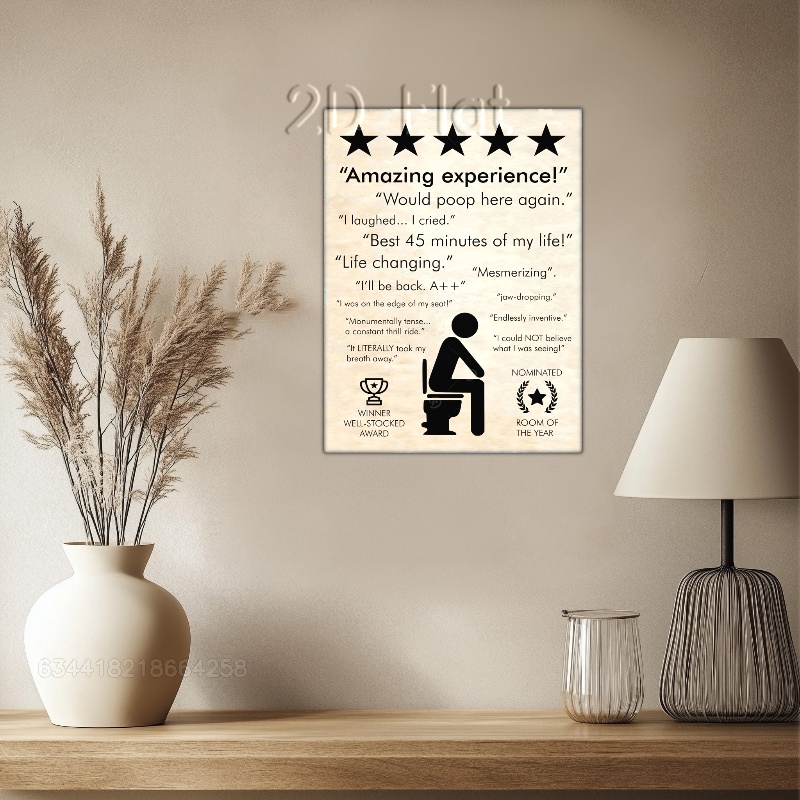 2D Flat
“Amazing experience!”
“Would poop here again.”
“I laughed... I cried.”
“Best 45 minutes of my life!”
“Life changing.”
“Mesmerizing”.
“I’ll be back. A++”
“I was on the edge of my seat!”
“jaw-dropping.”
“Monumentally tense...
a constant thrill ride.”
“Endlessly inventive.”
“It LITERALLY took my
breath away.”
“I could NOT believe
what I was seeing!”
WINNER
WELL-STOCKED
AWARD
NOMINATED
ROOM OF
THE YEAR
634418218664258